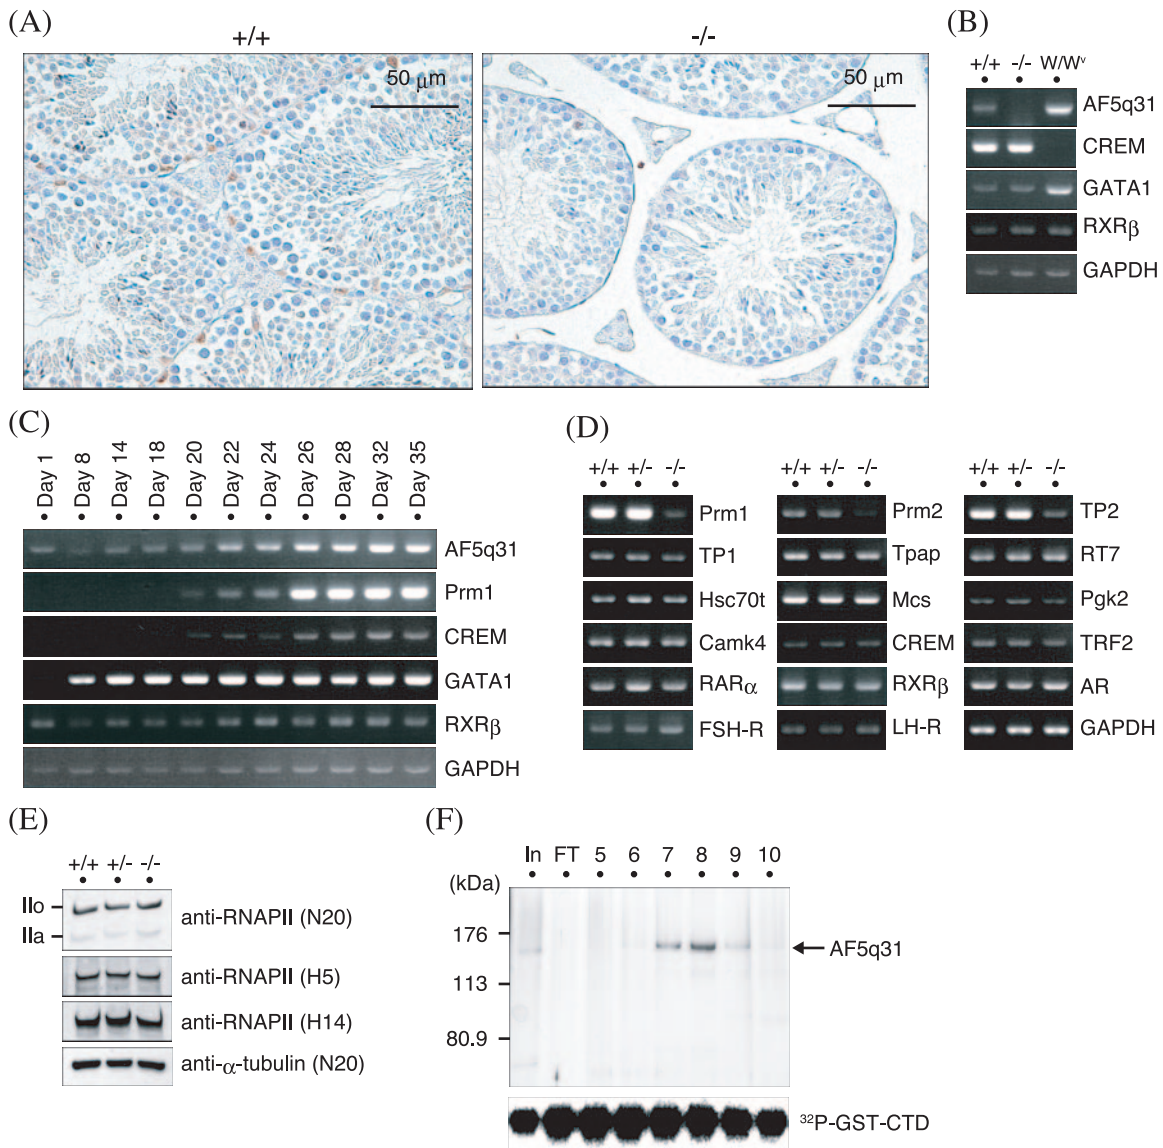 (A)
+/+
-/-
50 μm
50 μm
(B)
+/+ -/- W/Wᵛ
AF5q31
CREM
GATA1
RXRβ
GAPDH
(C)
Day 1
Day 8
Day 14
Day 18
Day 20
Day 22
Day 24
Day 26
Day 28
Day 32
Day 35
AF5q31
Prm1
CREM
GATA1
RXRβ
GAPDH
(D)
+/+ +/- -/-
+/+ +/- -/-
+/+ +/- -/-
Prm1
Prm2
TP2
TP1
Tpap
RT7
Hsc70t
Mcs
Pgk2
Camk4
CREM
TRF2
RARα
RXRβ
AR
FSH-R
LH-R
GAPDH
(E)
+/+ +/- -/-
IIo
IIa
anti-RNAPII (N20)
anti-RNAPII (H5)
anti-RNAPII (H14)
anti-α-tubulin (N20)
(F)
In FT 5 6 7 8 9 10
(kDa)
176
113
80.9
AF5q31
³²P-GST-CTD